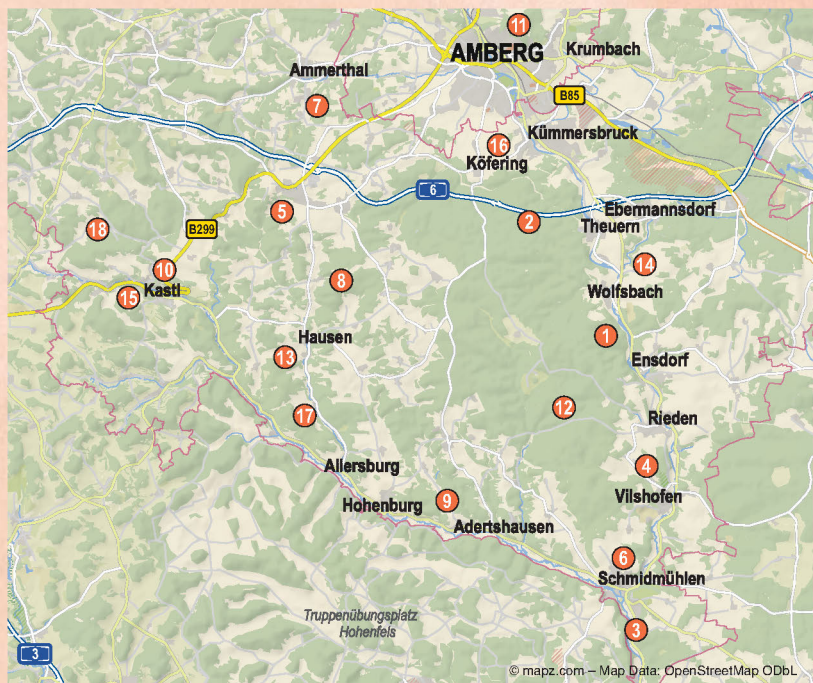 11
AMBERG
Krumbach
Ammerthal
7
B85
Kümmersbruck
16
Köfering
6
5
2
Ebermannsdorf
Theuern
18
B299
10
14
8
Kastl
15
Wolfsbach
1
Hausen
13
Ensdorf
12
17
Rieden
Allersburg
4
Vilshofen
9
Hohenburg
Adertshausen
6
Schmidmühlen
Truppenübungsplatz
Hohenfels
3
3
© mapz.com – Map Data: OpenStreetMap ODbL